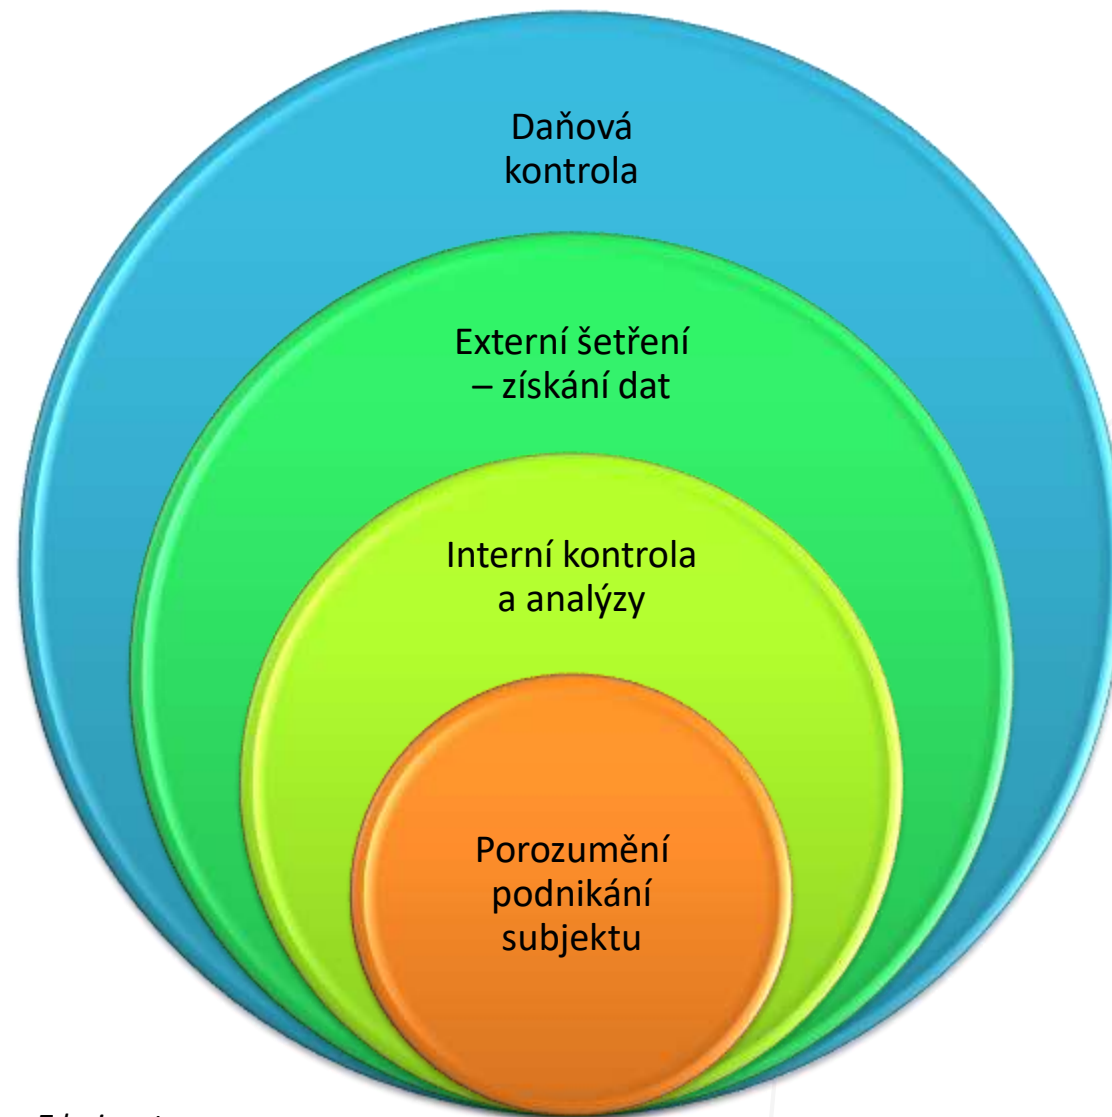 Daňová
kontrola
Externí šetření
– získání dat
Interní kontrola
a analýzy
Porozumění
podnikání
subjektu